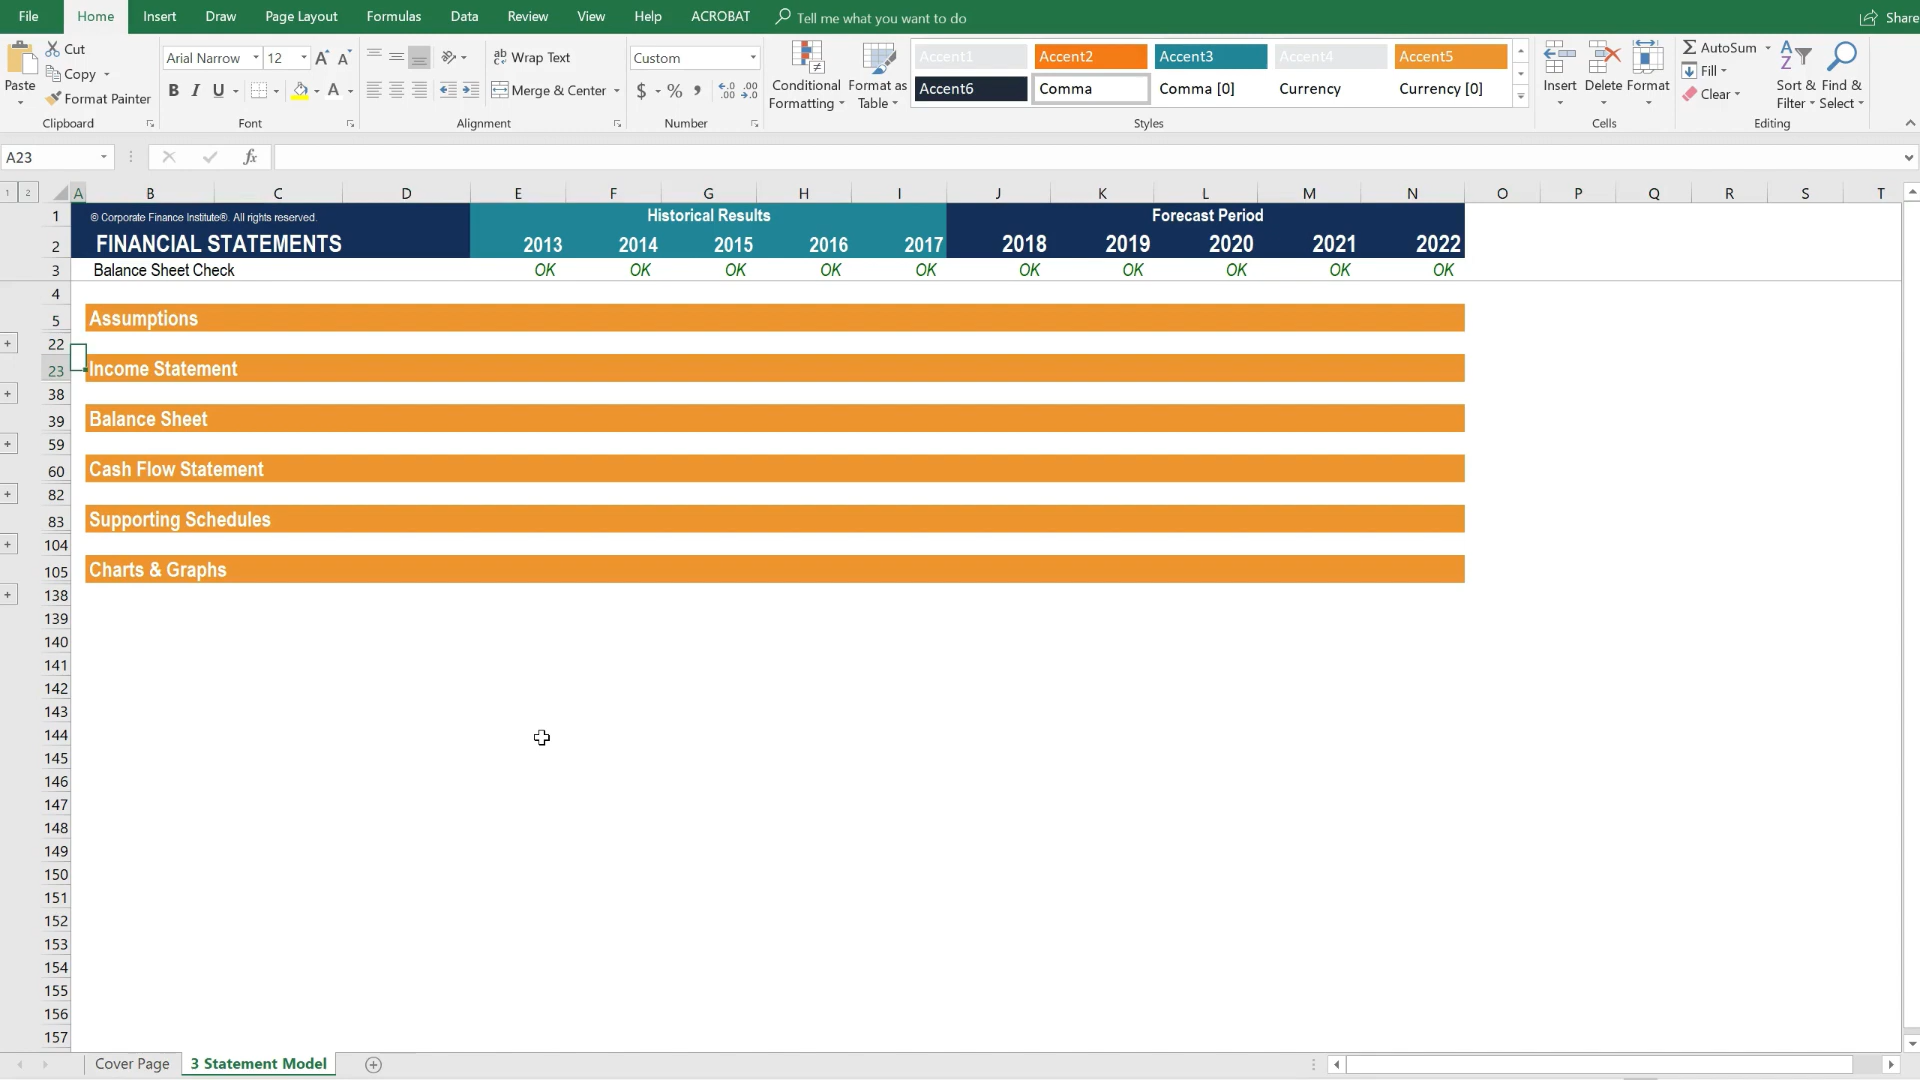 File Home Insert Draw Page Layout Formulas Data Review View Help ACROBAT Tell me what you want to do Share
Paste Cut Copy Format Painter
Clipboard
Arial Narrow 12
B I U A
Font
Wrap Text
Merge & Center
Alignment
Custom
$ % ,
Number
Conditional Formatting
Format as Table
Accent1 Accent2 Accent3 Accent4 Accent5
Accent6 Comma Comma [0] Currency Currency [0]
Styles
Insert Delete Format
Cells
AutoSum
Fill
Clear
Sort & Filter
Find & Select
Editing
A23 fx
1 2 A B C D E F G H I J K L M N O P Q R S T
1 © Corporate Finance Institute®. All rights reserved. Historical Results Forecast Period
2 FINANCIAL STATEMENTS 2013 2014 2015 2016 2017 2018 2019 2020 2021 2022
3 Balance Sheet Check OK OK OK OK OK OK OK OK OK OK
4
5 Assumptions
22
23 Income Statement
38
39 Balance Sheet
59
60 Cash Flow Statement
82
83 Supporting Schedules
104
105 Charts & Graphs
138
139
140
141
142
143
144
145
146
147
148
149
150
151
152
153
154
155
156
157
Cover Page 3 Statement Model